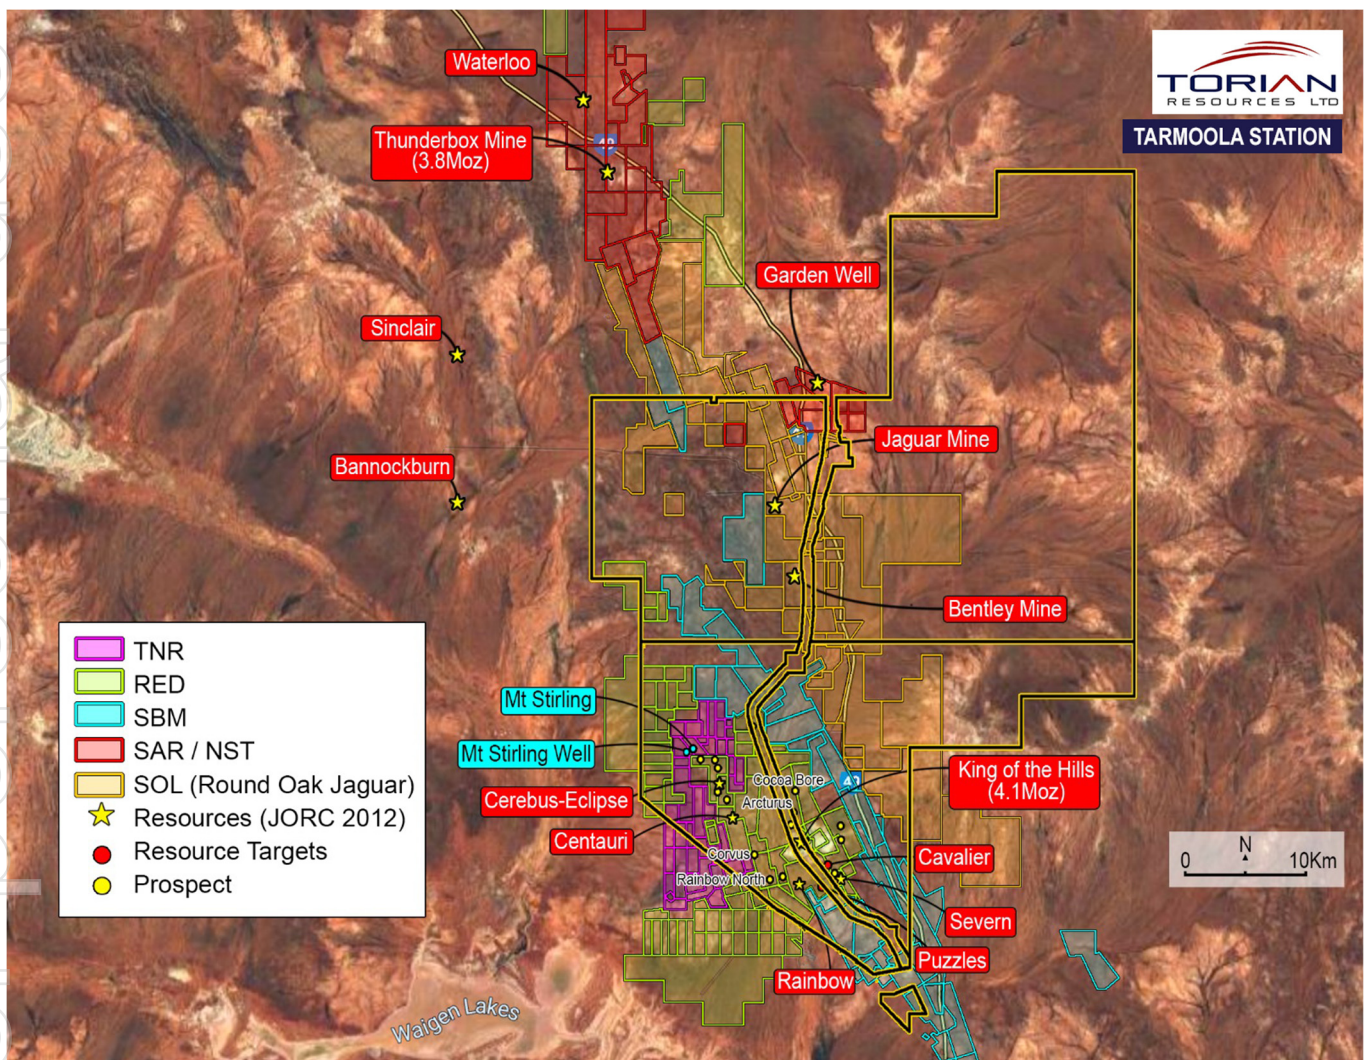 TORIAN
RESOURCES LTD
TARMOOLA STATION
Waterloo
Thunderbox Mine
(3.8Moz)
Garden Well
Sinclair
Jaguar Mine
Bannockburn
Bentley Mine
TNR
RED
SBM
SAR / NST
SOL (Round Oak Jaguar)
Resources (JORC 2012)
Resource Targets
Prospect
Mt Stirling
Mt Stirling Well
Cerebus-Eclipse
Centauri
Cocoa Bore
Arcturus
Corvus
Rainbow North
King of the Hills
(4.1Moz)
Cavalier
Severn
Puzzles
Rainbow
Waigen Lakes
N
0 10Km